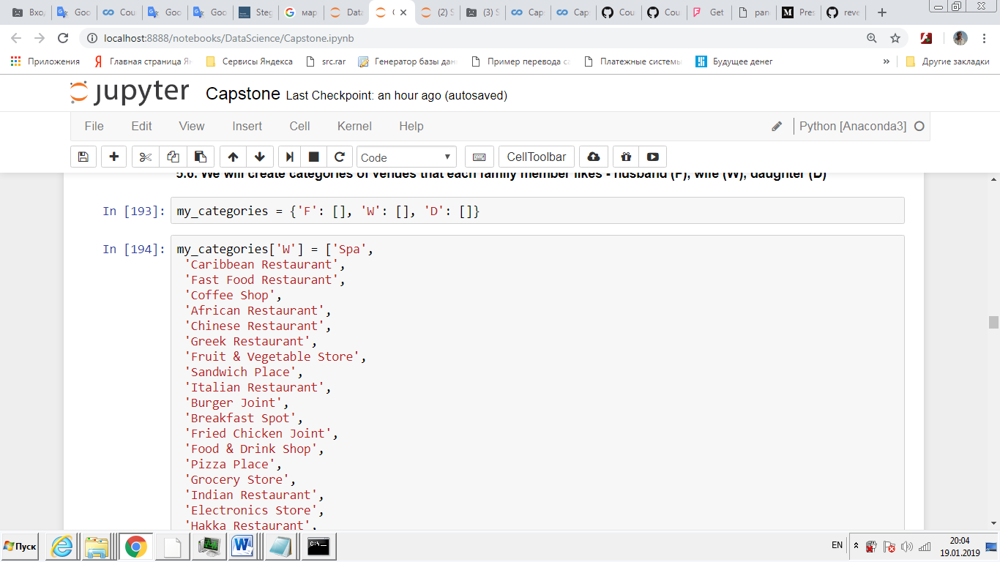 Вход
Goo
Cou
Goo
Goo
Steg
мар
Data
C
(2) S
(3) S
Caps
Caps
Cou
Cou
Get
pan
Pres
reve
localhost:8888/notebooks/DataScience/Capstone.ipynb
Приложения
Главная страница Ян
Сервисы Яндекса
src.rar
Генератор базы дан
Пример перевода са
Платежные системы
Будущее денег
»
Другие закладки
jupyter Capstone Last Checkpoint: an hour ago (autosaved)
File Edit View Insert Cell Kernel Help
Python [Anaconda3]
Code
CellToolbar
5.6. We will create categories of venues that each family member likes - husband (F), wife (W), daughter (D)
In [193]: my_categories = {'F': [], 'W': [], 'D': []}
In [194]: my_categories['W'] = ['Spa',
'Caribbean Restaurant',
'Fast Food Restaurant',
'Coffee Shop',
'African Restaurant',
'Chinese Restaurant',
'Greek Restaurant',
'Fruit & Vegetable Store',
'Sandwich Place',
'Italian Restaurant',
'Burger Joint',
'Breakfast Spot',
'Fried Chicken Joint',
'Food & Drink Shop',
'Pizza Place',
'Grocery Store',
'Indian Restaurant',
'Electronics Store',
'Hakka Restaurant',
Пуск
EN
20:04
19.01.2019